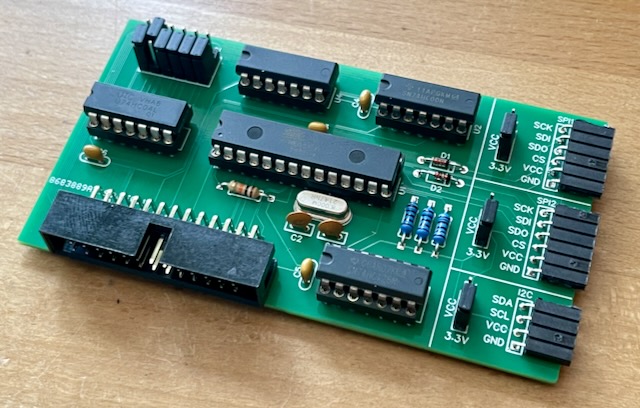 SPI1
SCK
SDI
SDO
CS
VCC
GND
VCC
3.3V
D1
D2
SPI2
SCK
SDI
SDO
CS
VCC
GND
VCC
3.3V
C2
I2C
SDA
SCL
VCC
GND
VCC
3.3V